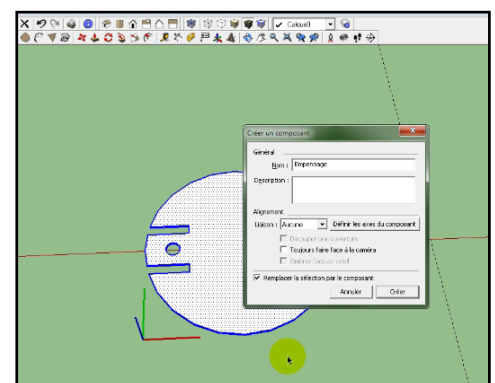 Calque0
Créer un composant
Général
Nom : Empennage
Description :
Alignement
Liaison : Aucune Définir les axes du composant
Découper une ouverture
Toujours faire face à la caméra
Ombres face au soleil
Remplacer la sélection par le composant
Annuler Créer